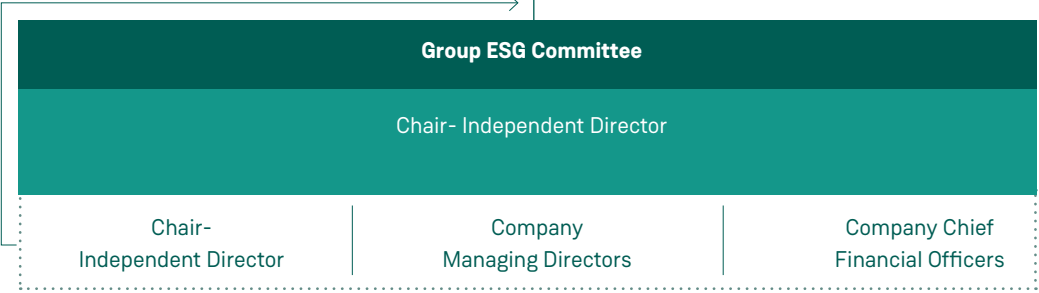 Group ESG Committee
Chair- Independent Director
Chair-
Independent Director
Company
Managing Directors
Company Chief
Financial Officers